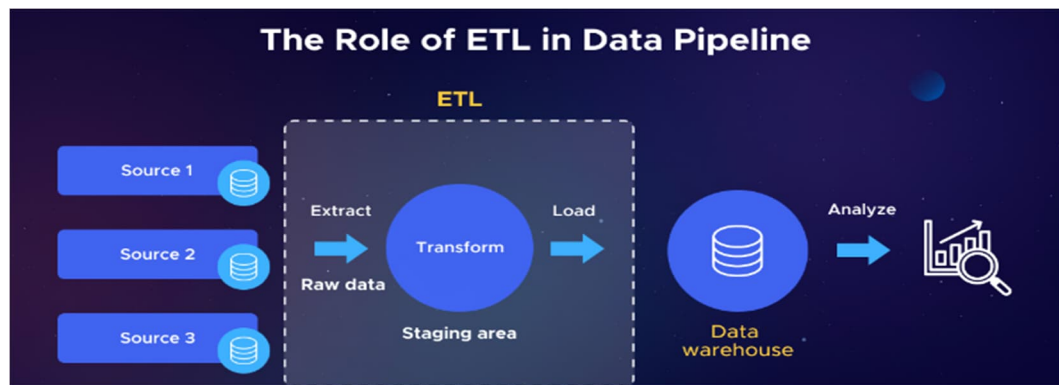 The Role of ETL in Data Pipeline
ETL
Source 1
Source 2
Source 3
Extract
Raw data
Transform
Staging area
Load
Data
warehouse
Analyze